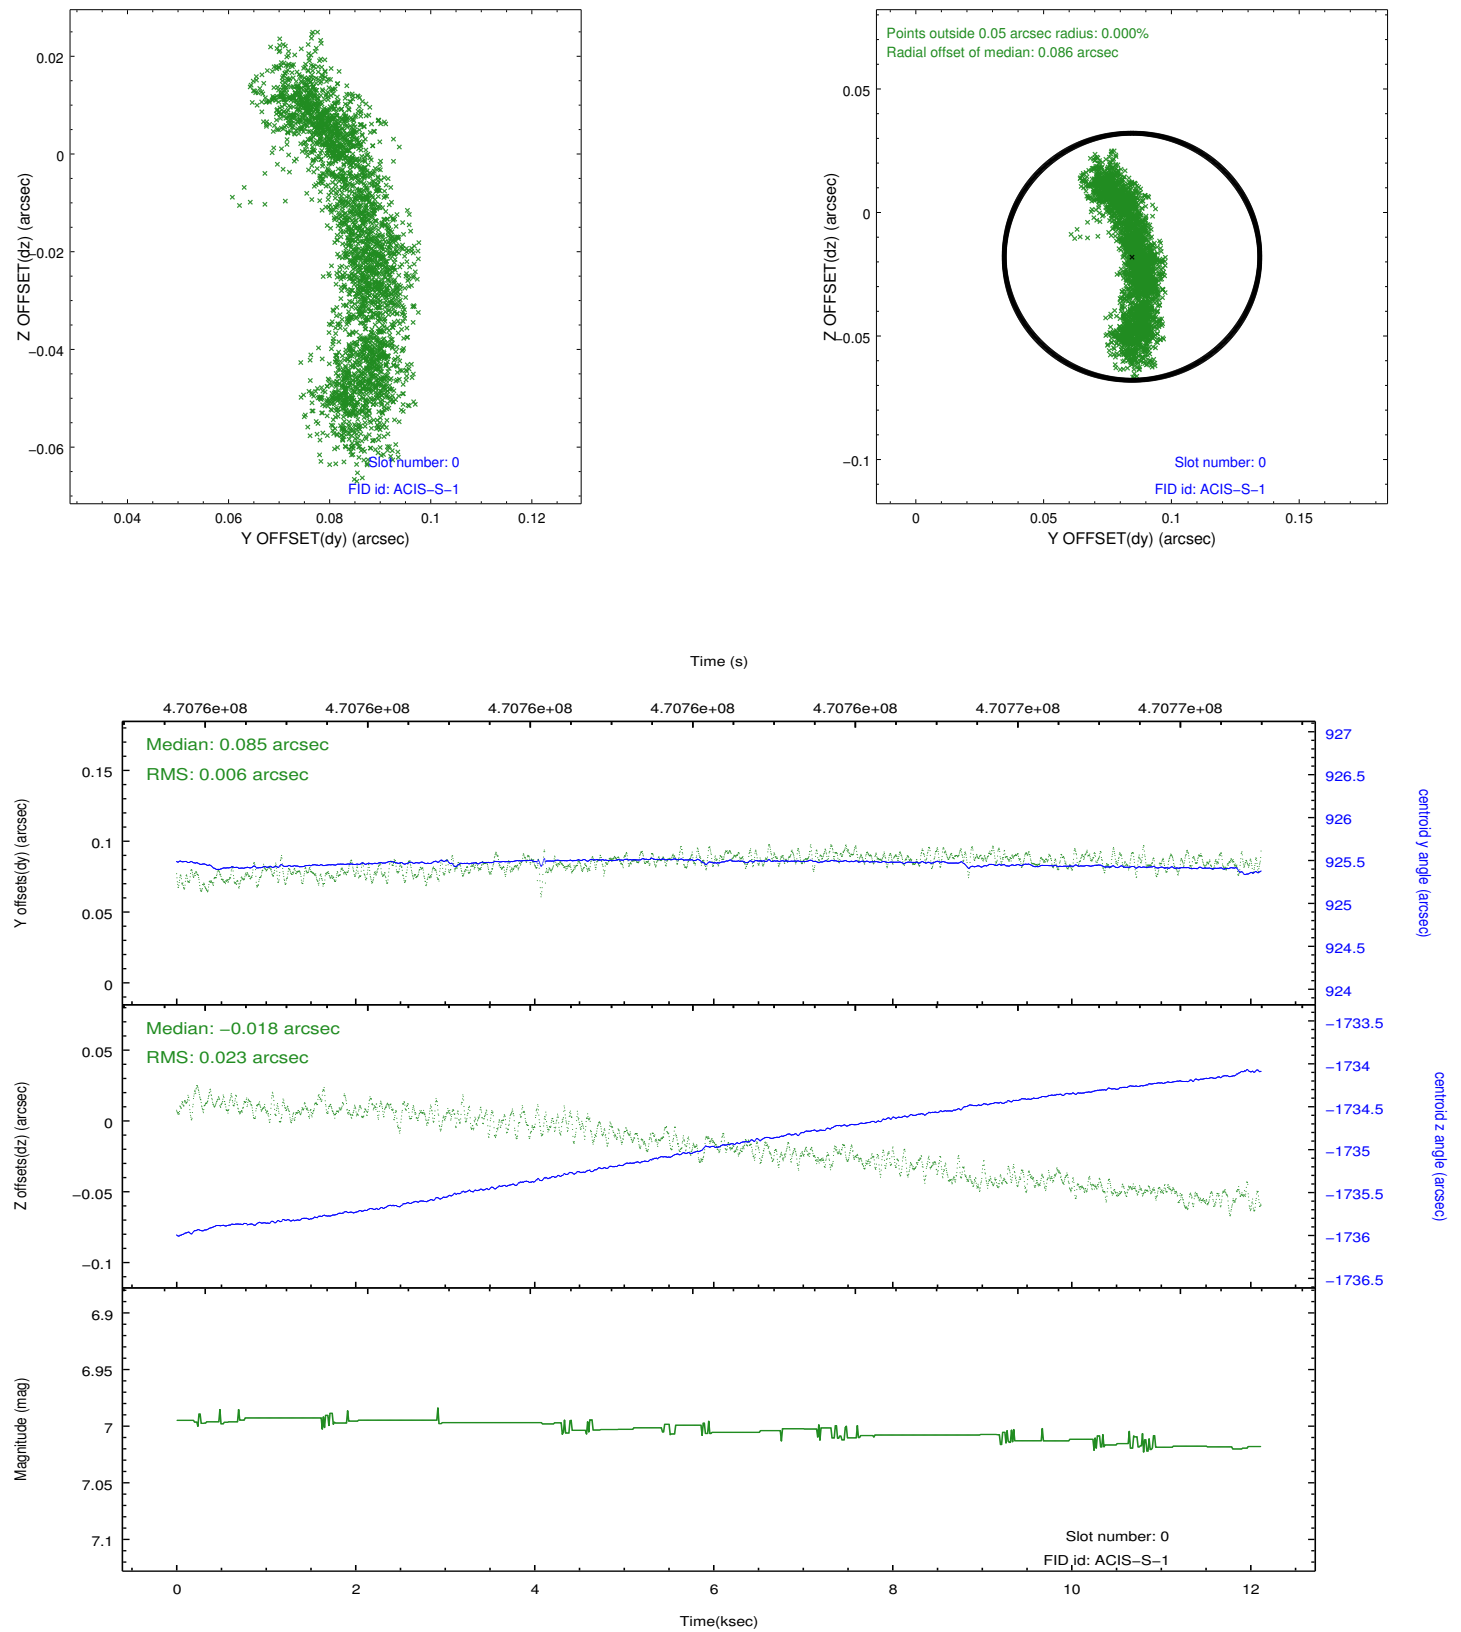 0.02
0
−0.02
−0.04
−0.06
Z OFFSET(dz) (arcsec)
Slot number: 0
FID id: ACIS−S−1
0.04 0.06 0.08 0.1 0.12
Y OFFSET(dy) (arcsec)
Points outside 0.05 arcsec radius: 0.000%
Radial offset of median: 0.086 arcsec
0.05
0
−0.05
−0.1
Z OFFSET(dz) (arcsec)
Slot number: 0
FID id: ACIS−S−1
0 0.05 0.1 0.15
Y OFFSET(dy) (arcsec)
Time (s)
4.7076e+08 4.7076e+08 4.7076e+08 4.7076e+08 4.7076e+08 4.7077e+08 4.7077e+08
Median: 0.085 arcsec
RMS: 0.006 arcsec
0.15
0.1
0.05
0
Y offsets(dy) (arcsec)
927
926.5
926
925.5
925
924.5
924
centroid y angle (arcsec)
Median: −0.018 arcsec
RMS: 0.023 arcsec
0.05
0
−0.05
−0.1
Z offsets(dz) (arcsec)
−1733.5
−1734
−1734.5
−1735
−1735.5
−1736
−1736.5
centroid z angle (arcsec)
6.9
6.95
7
7.05
7.1
Magnitude (mag)
Slot number: 0
FID id: ACIS−S−1
0 2 4 6 8 10 12
Time(ksec)